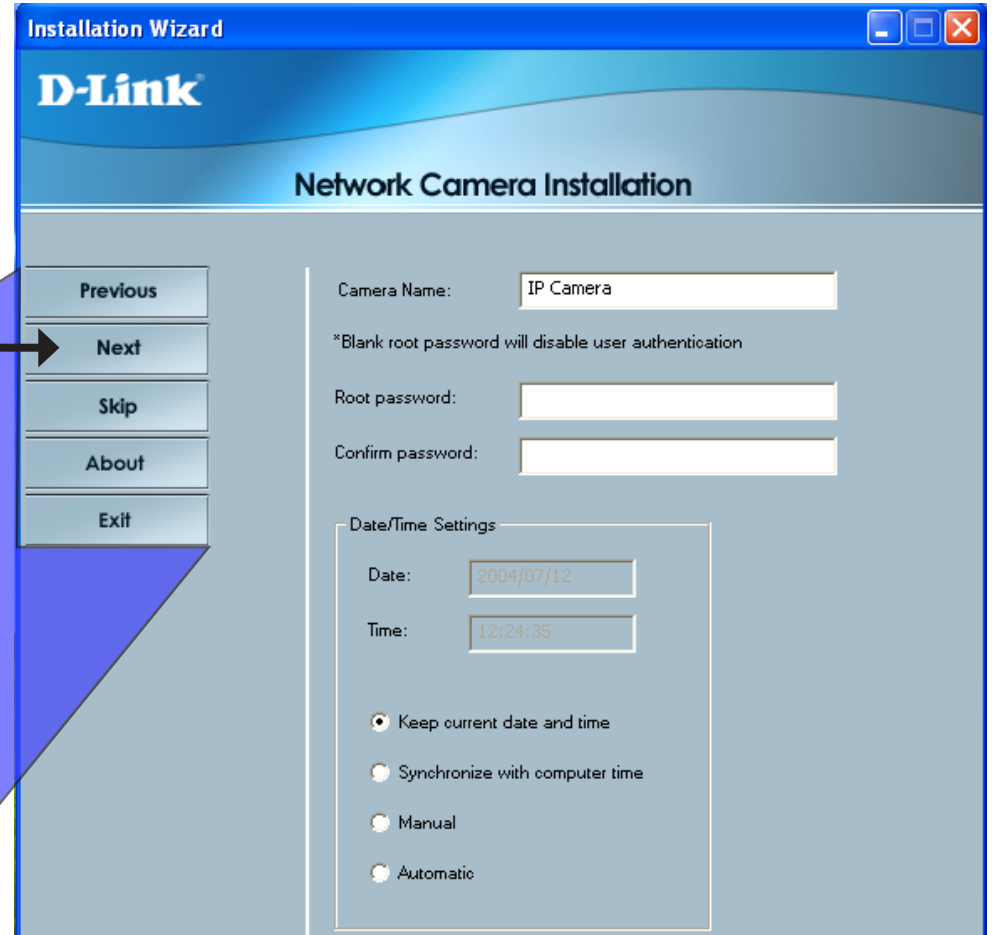 Installation Wizard
D-Link®
Network Camera Installation
Previous
Next
Skip
About
Exit
Camera Name: IP Camera
*Blank root password will disable user authentication
Root password:
Confirm password:
Date/Time Settings
Date: 2004/07/12
Time: 12:24:35
Keep current date and time
Synchronize with computer time
Manual
Automatic